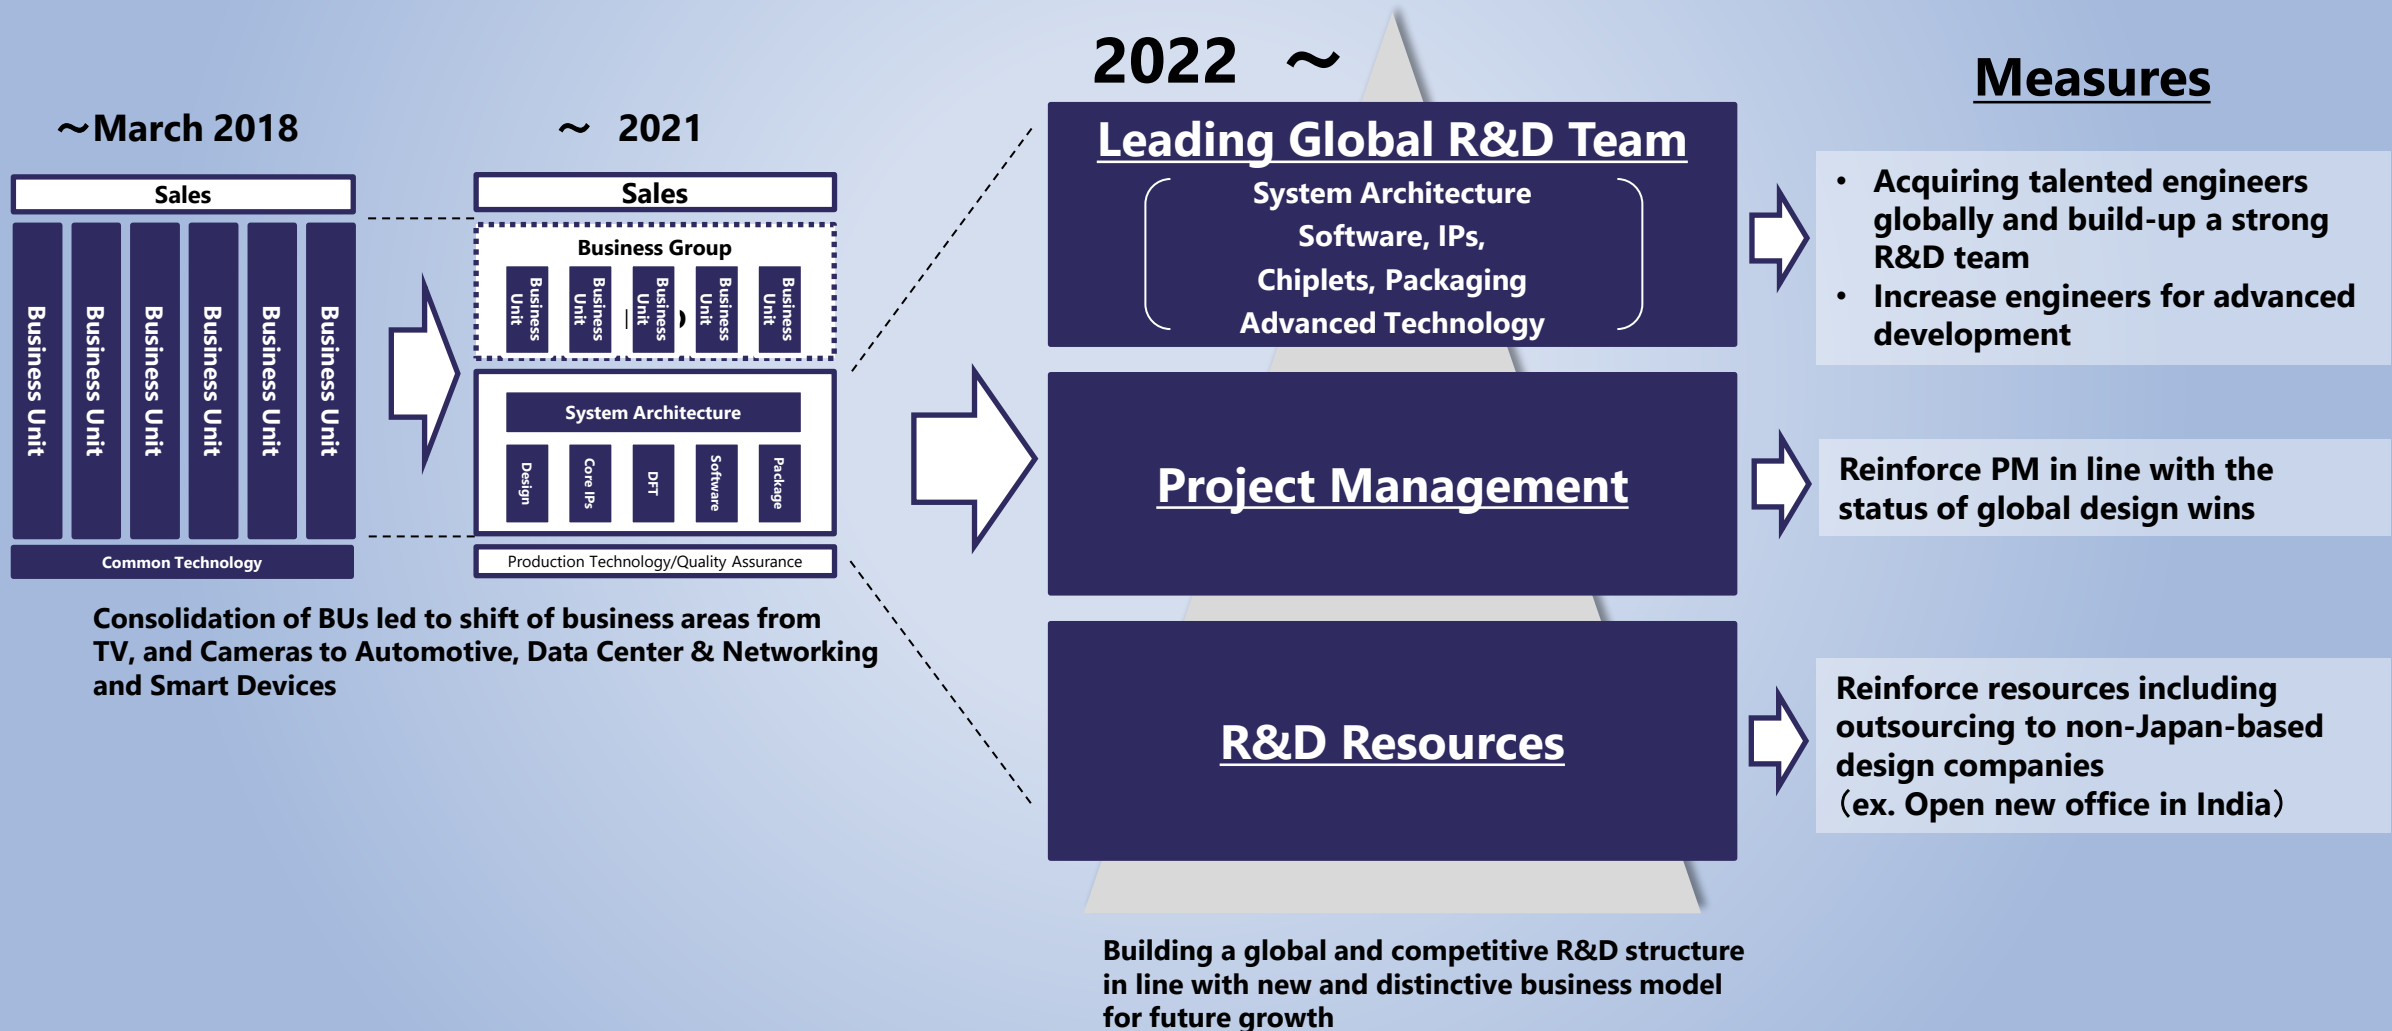 ～March 2018
Sales
Business Unit
Business Unit
Business Unit
Business Unit
Business Unit
Business Unit
Common Technology
～ 2021
Sales
Business Group
Business
Unit
Business
Unit
Business
Unit
Business
Unit
Business
Unit
System Architecture
Design
Core IPs
DFT
Software
Package
Production Technology/Quality Assurance
Consolidation of BUs led to shift of business areas from
TV, and Cameras to Automotive, Data Center & Networking
and Smart Devices
2022 ～
Leading Global R&D Team
System Architecture
Software, IPs,
Chiplets, Packaging
Advanced Technology
Project Management
R&D Resources
Building a global and competitive R&D structure
in line with new and distinctive business model
for future growth
Measures
• Acquiring talented engineers
globally and build-up a strong
R&D team
• Increase engineers for advanced
development
Reinforce PM in line with the
status of global design wins
Reinforce resources including
outsourcing to non-Japan-based
design companies
（ex. Open new office in India）